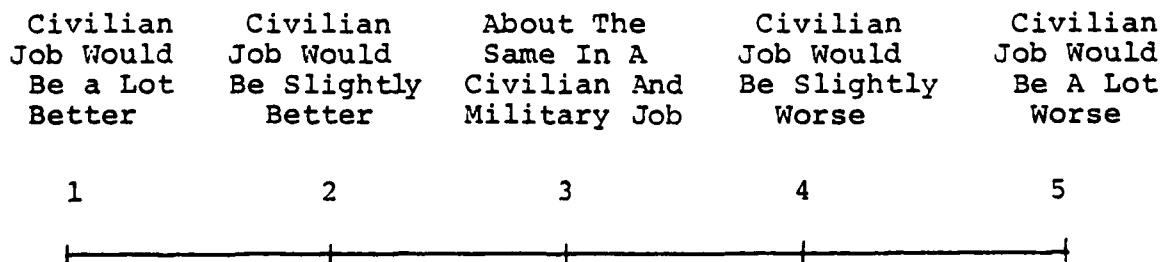 Civilian Civilian About The Civilian Civilian
Job Would Job Would Same In A Job Would Job Would
Be a Lot Be Slightly Civilian And Be Slightly Be A Lot
Better Better Military Job Worse Worse
1 2 3 4 5